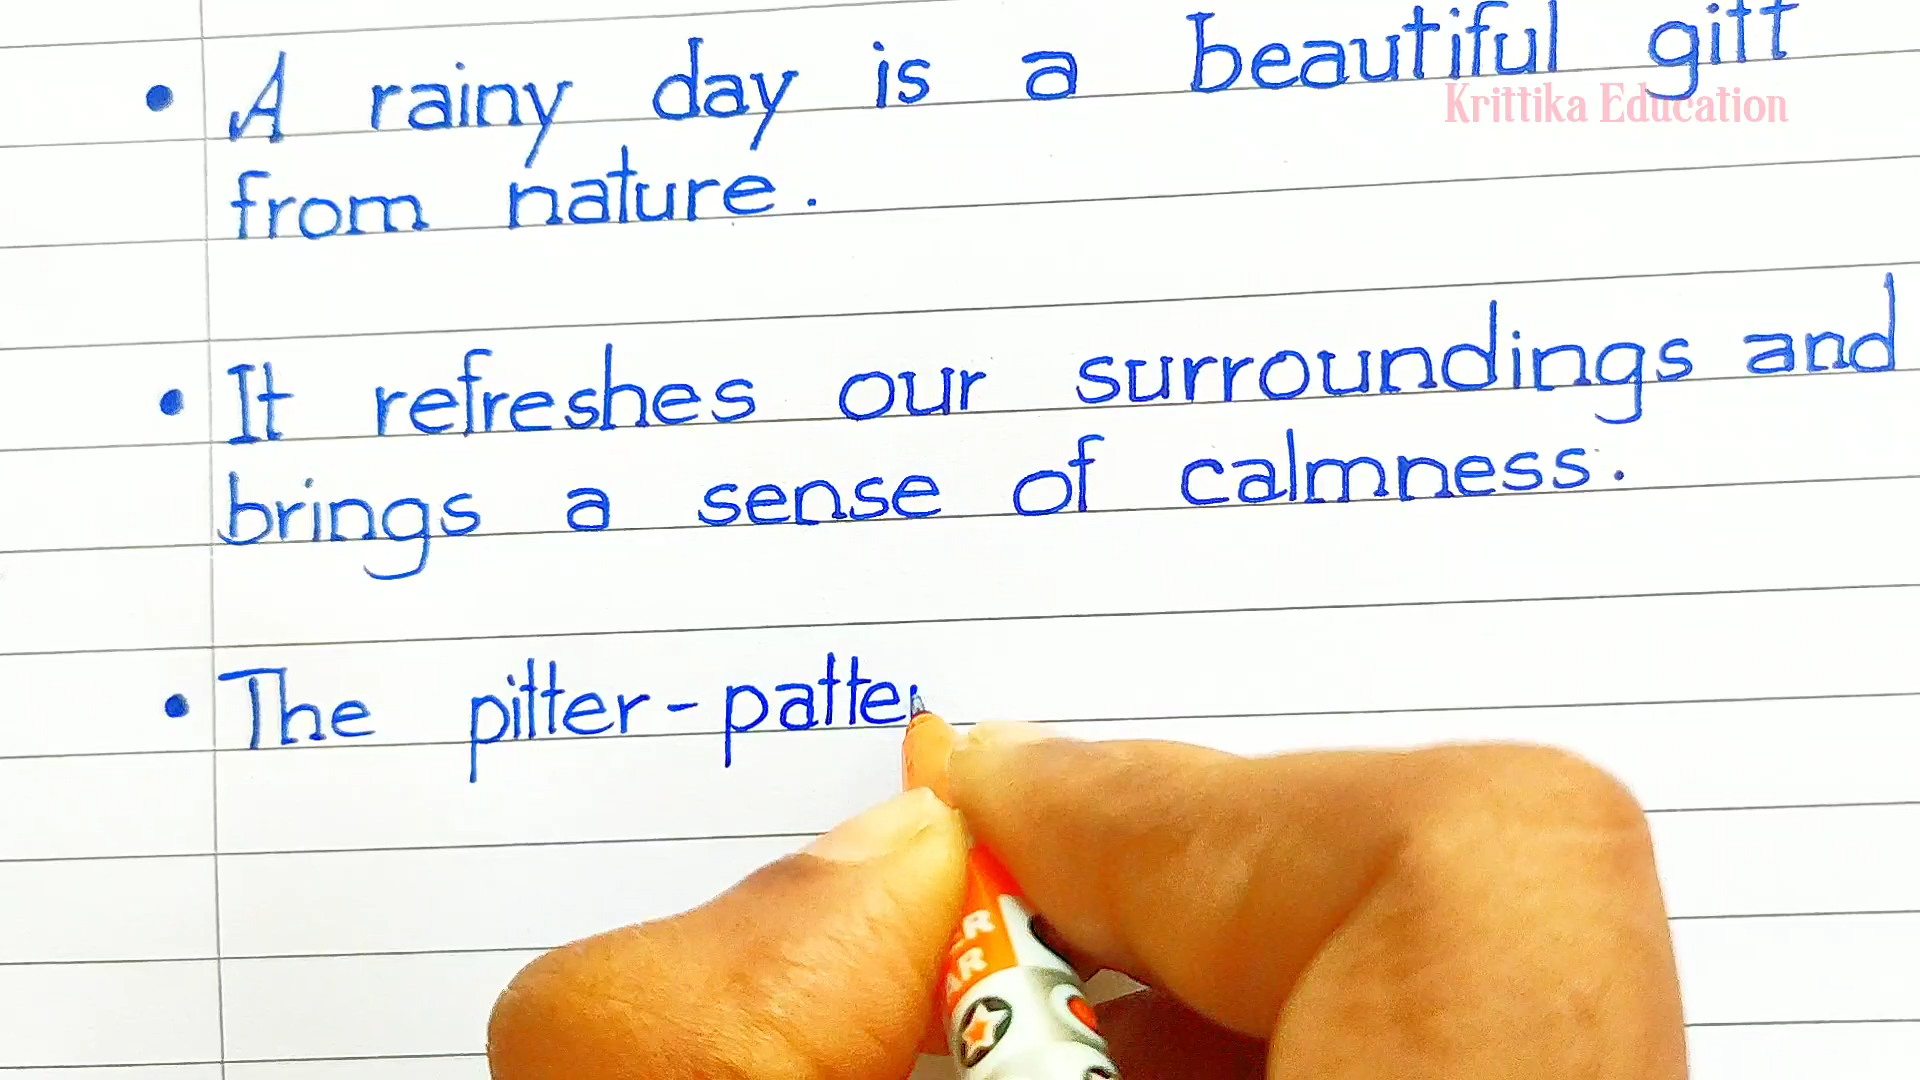 • A rainy day is a beautiful gift
Krittika Education
from nature.
• It refreshes our surroundings and
brings a sense of calmness.
• The pitter-patter